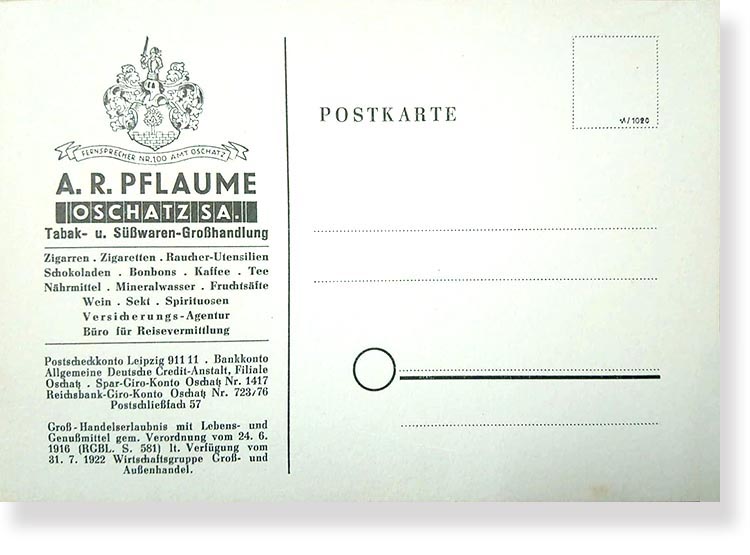 FERNSPRECHER NR. 100 AMT OSCHATZ
A. R. PFLAUME
OSCHATZ SA.
Tabak- u. Süßwaren-Großhandlung
Zigarren . Zigaretten . Raucher-Utensilien
Schokoladen . Bonbons . Kaffee . Tee
Nährmittel . Mineralwasser . Fruchtsäfte
Wein . Sekt . Spirituosen
Versicherungs-Agentur
Büro für Reisevermittlung
Postscheckkonto Leipzig 911 11 . Bankkonto
Allgemeine Deutsche Credit-Anstalt, Filiale
Oschatz . Spar-Giro-Konto Oschatz Nr. 1417
Reichsbank-Giro-Konto Oschatz Nr. 723/76
Postschließfach 57
Groß-Handelserlaubnis mit Lebens- und
Genußmittel gem. Verordnung vom 24. 6.
1916 (RGBL. S. 581) lt. Verfügung vom
31. 7. 1922 Wirtschaftsgruppe Groß- und
Außenhandel.
POSTKARTE
/1020